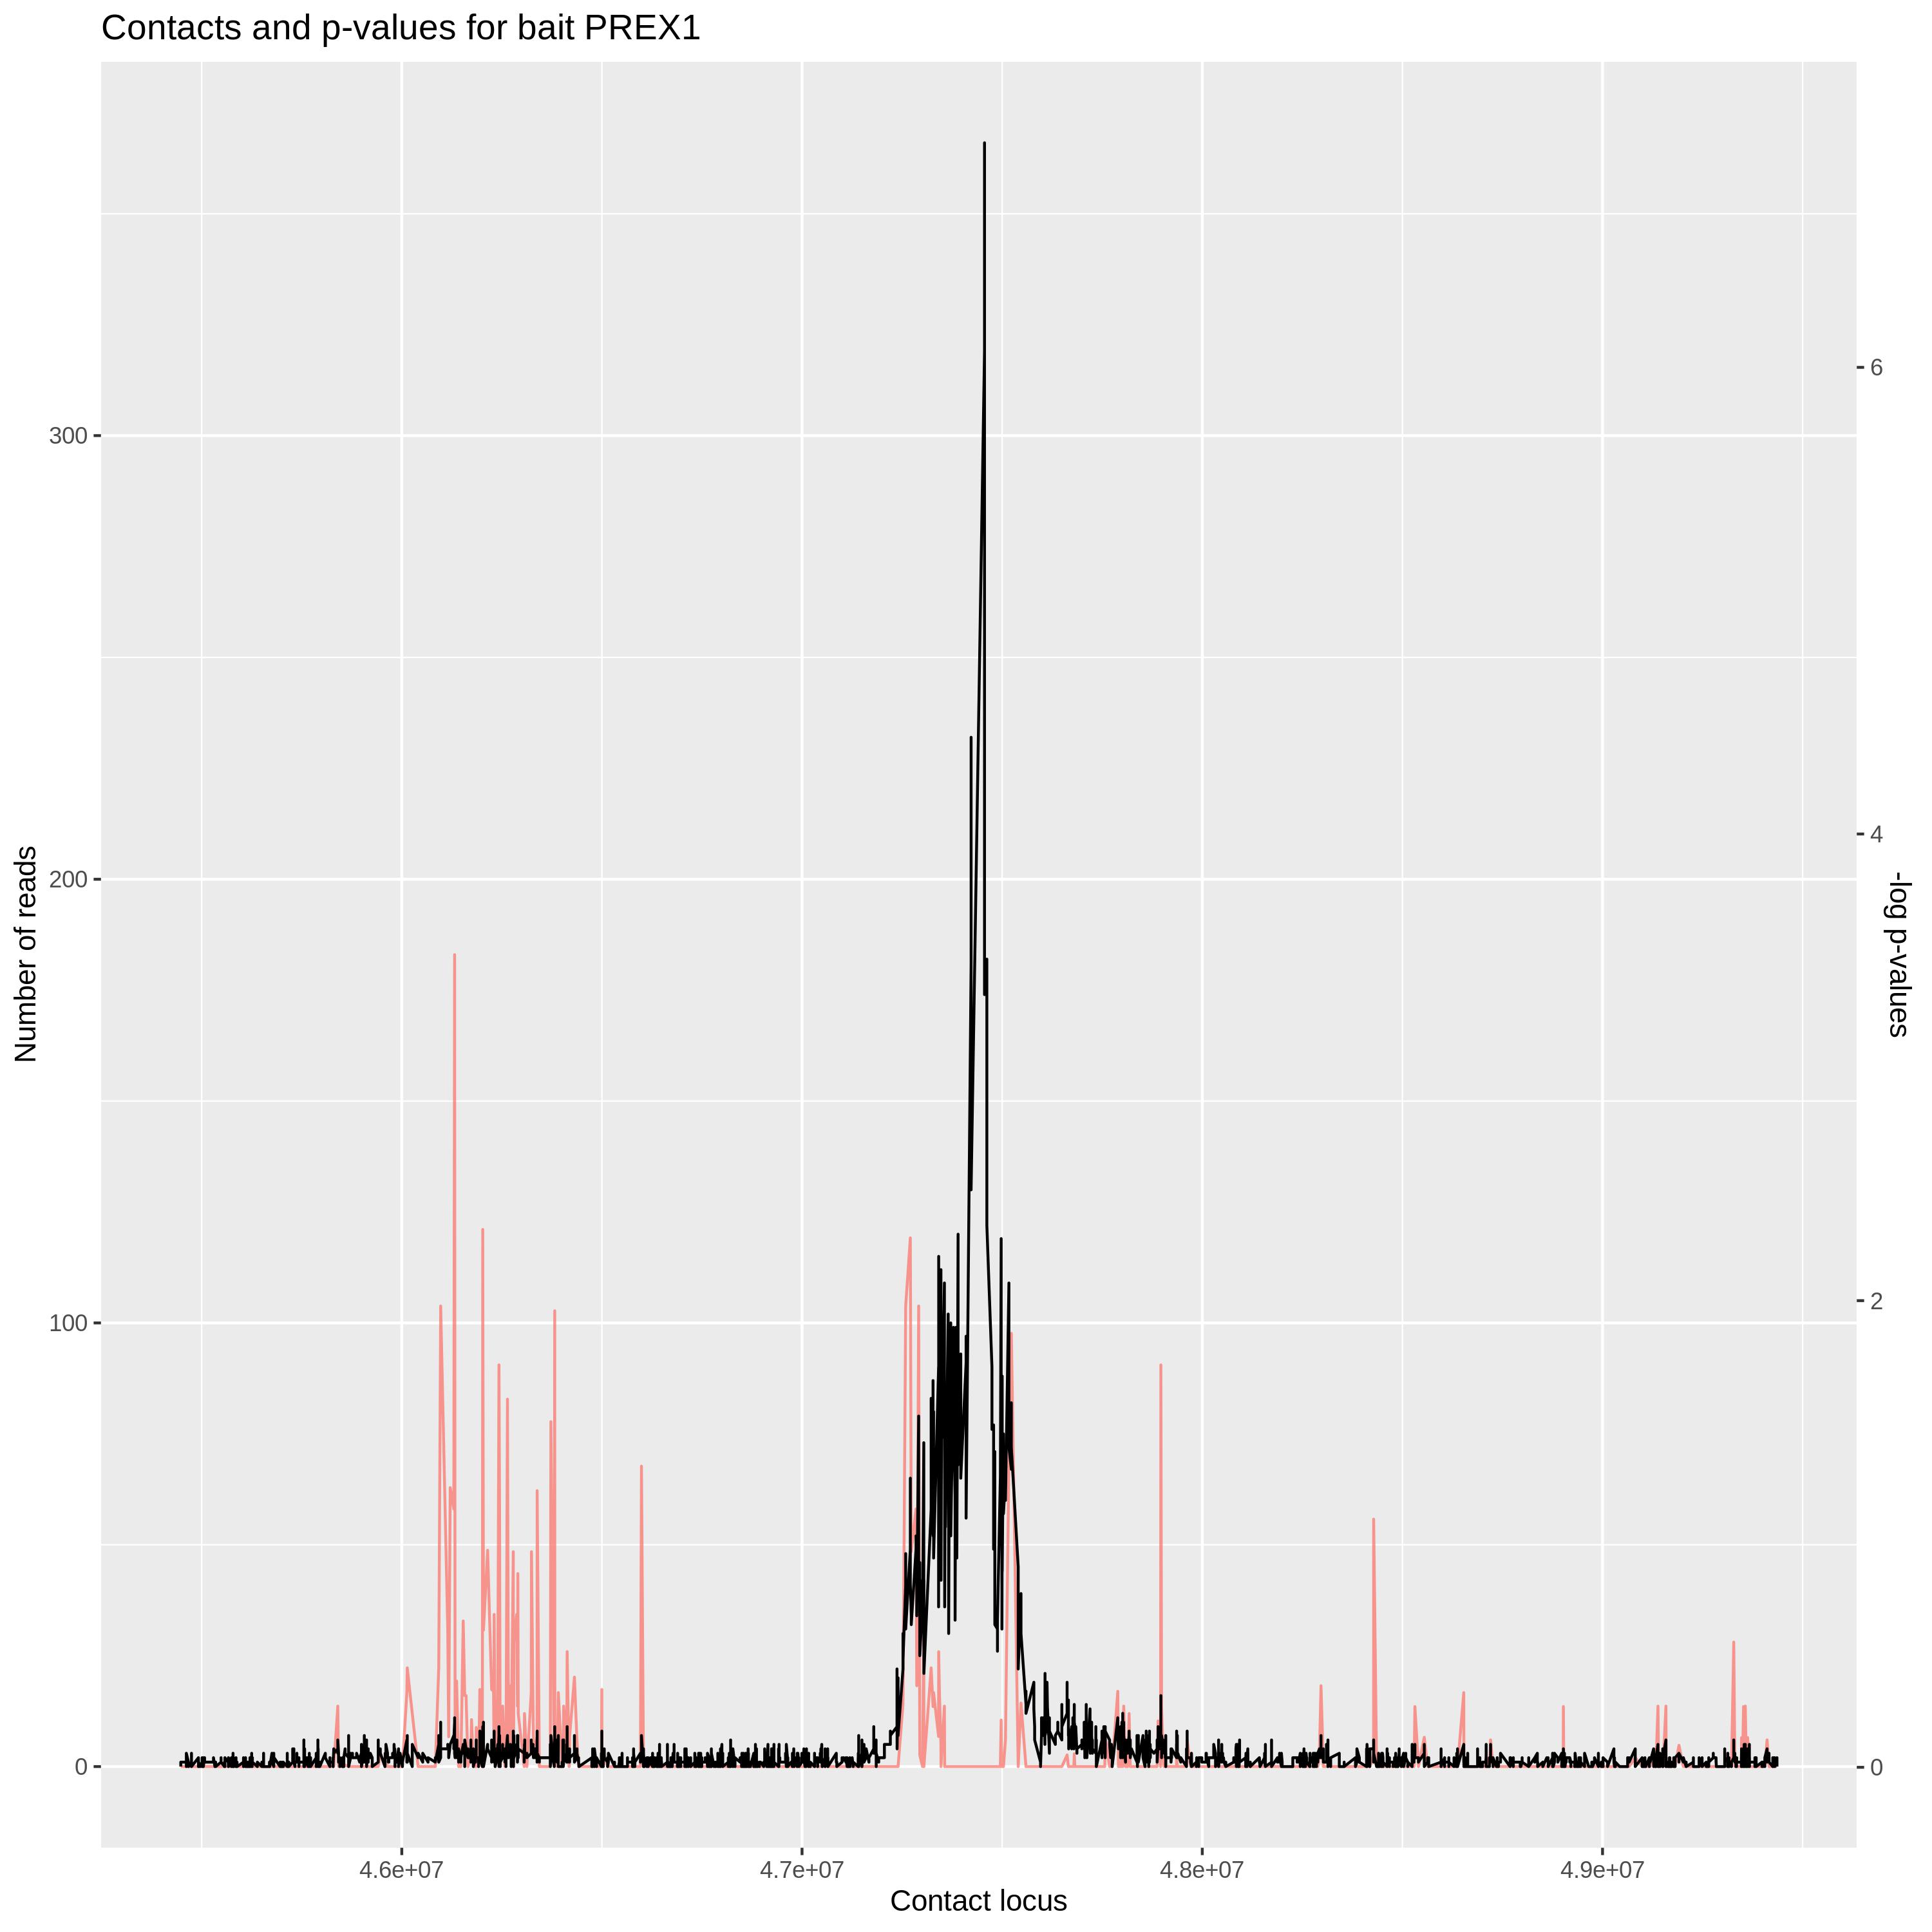 Contacts and p-values for bait PREX1
Number of reads
300
200
100
0
6
4
2
0
-log p-values
4.6e+07
4.7e+07
4.8e+07
4.9e+07
Contact locus